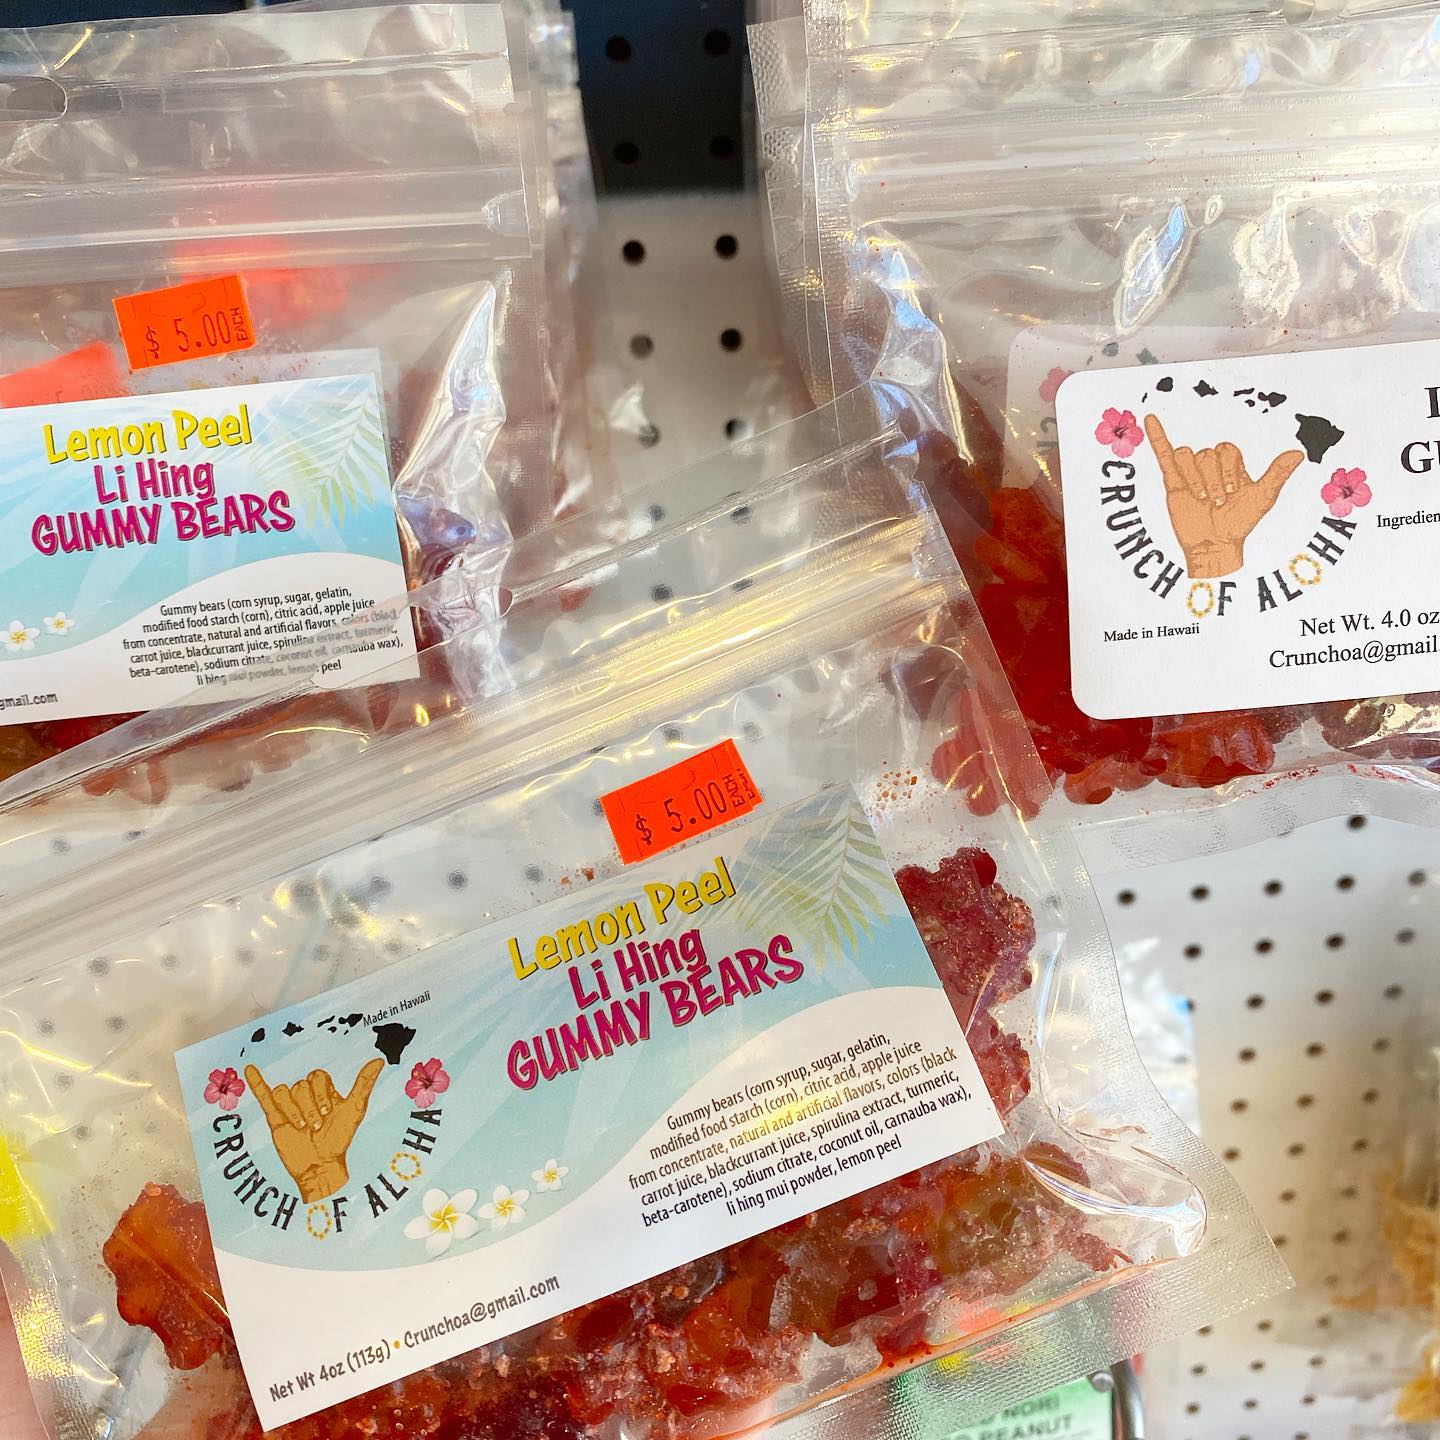 $ 5.00 EACH
Lemon Peel
Li Hing
GUMMY BEARS
Gummy bears (corn syrup, sugar, gelatin,
modified food starch (corn), citric acid, apple juice
from concentrate, natural and artificial flavors, colors (black
carrot juice, blackcurrant juice, spirulina extract, turmeric,
beta-carotene), sodium citrate, coconut oil, carnauba wax),
li hing mui powder, lemon peel
gmail.com
CRUNCH OF ALOHA
Made in Hawaii
Ingredien
Net Wt. 4.0 oz
Crunchoa@gmail.
$ 5.00 EACH
EACH
Lemon Peel
Li Hing
GUMMY BEARS
Made in Hawaii
CRUNCH OF ALOHA
Gummy bears (corn syrup, sugar, gelatin,
modified food starch (corn), citric acid, apple juice
from concentrate, natural and artificial flavors, colors (black
carrot juice, blackcurrant juice, spirulina extract, turmeric,
beta-carotene), sodium citrate, coconut oil, carnauba wax),
li hing mui powder, lemon peel
Net Wt 4oz (113g) • Crunchoa@gmail.com
NORI
PEANUT